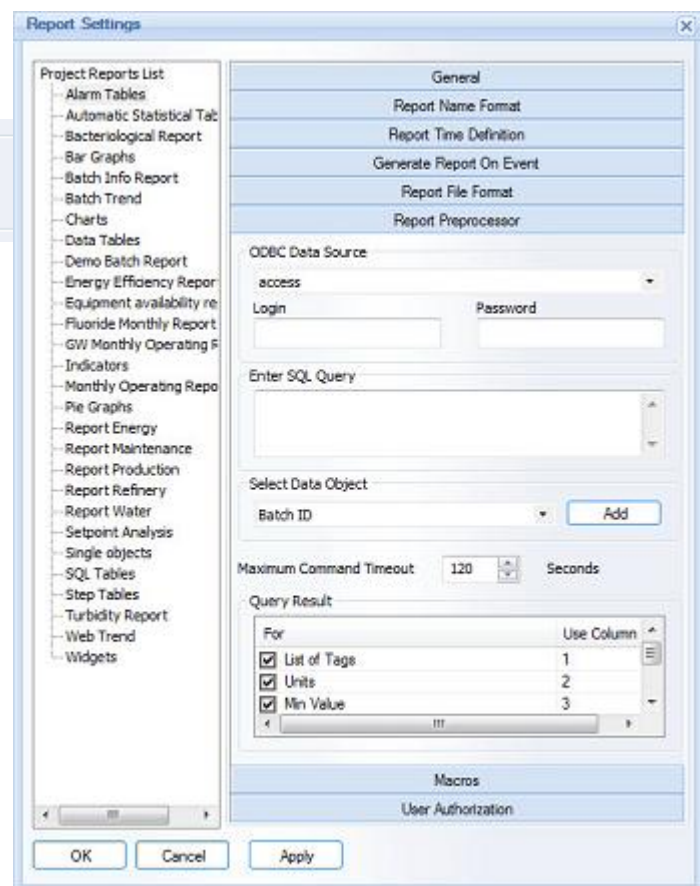 Report Settings
Project Reports List
Alarm Tables
Automatic Statistical Tab
Bacteriological Report
Bar Graphs
Batch Info Report
Batch Trend
Charts
Data Tables
Demo Batch Report
Energy Efficiency Repor
Equipment availability re
Fluoride Monthly Report
GW Monthly Operating R
Indicators
Monthly Operating Repo
Pie Graphs
Report Energy
Report Maintenance
Report Production
Report Refinery
Report Water
Setpoint Analysis
Single objects
SQL Tables
Step Tables
Turbidity Report
Web Trend
Widgets
General
Report Name Format
Report Time Definition
Generate Report On Event
Report File Format
Report Preprocessor
ODBC Data Source
access
Login Password
Enter SQL Query
Select Data Object
Batch ID Add
Maximum Command Timeout 120 Seconds
Query Result
For Use Column
List of Tags 1
Units 2
Min Value 3
Macros
User Authorization
OK Cancel Apply